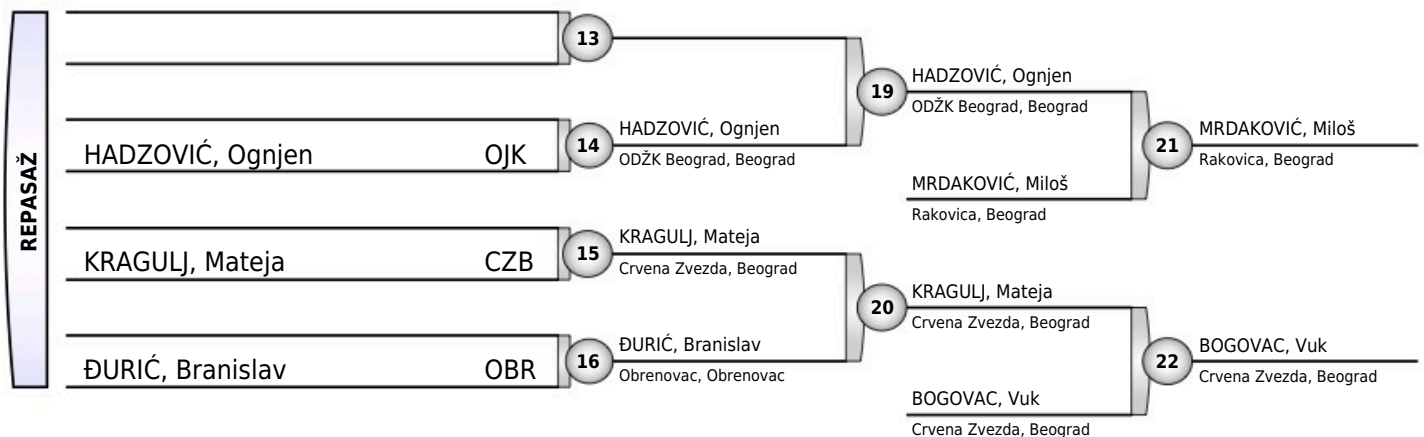 REPASAŽ
13
HADZOVIĆ, Ognjen OJK
14
HADZOVIĆ, Ognjen
ODŽK Beograd, Beograd
KRAGULJ, Mateja CZB
15
KRAGULJ, Mateja
Crvena Zvezda, Beograd
ĐURIĆ, Branislav OBR
16
ĐURIĆ, Branislav
Obrenovac, Obrenovac
19
HADZOVIĆ, Ognjen
ODŽK Beograd, Beograd
MRDAKOVIĆ, Miloš
Rakovica, Beograd
20
KRAGULJ, Mateja
Crvena Zvezda, Beograd
BOGOVAC, Vuk
Crvena Zvezda, Beograd
21
MRDAKOVIĆ, Miloš
Rakovica, Beograd
22
BOGOVAC, Vuk
Crvena Zvezda, Beograd